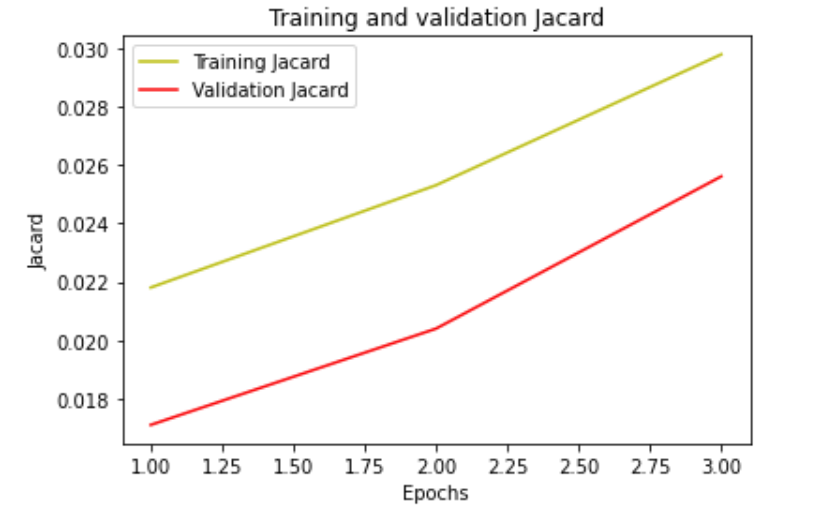 Training and validation Jacard
Training Jacard
Validation Jacard
0.030
0.028
0.026
0.024
0.022
0.020
0.018
Jacard
1.00 1.25 1.50 1.75 2.00 2.25 2.50 2.75 3.00
Epochs